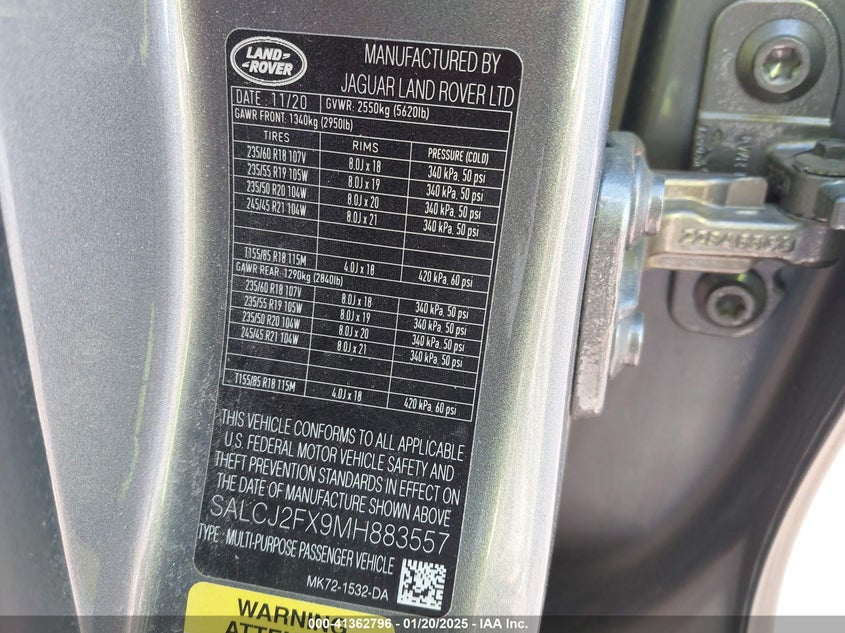 LAND
ROVER
MANUFACTURED BY
JAGUAR LAND ROVER LTD
DATE: 11/20 GVWR: 2550kg (5620lb)
GAWR FRONT: 1340kg (2950lb)
TIRES RIMS PRESSURE (COLD)
235/60 R18 107V 8.0J x 18 340 kPa, 50 psi
235/55 R19 105W 8.0J x 19 340 kPa, 50 psi
235/50 R20 104W 8.0J x 20 340 kPa, 50 psi
245/45 R21 104W 8.0J x 21 340 kPa, 50 psi
T155/85 R18 115M 4.0J x 18 420 kPa, 60 psi
GAWR REAR: 1290kg (2840lb)
235/60 R18 107V 8.0J x 18 340 kPa, 50 psi
235/55 R19 105W 8.0J x 19 340 kPa, 50 psi
235/50 R20 104W 8.0J x 20 340 kPa, 50 psi
245/45 R21 104W 8.0J x 21 340 kPa, 50 psi
T155/85 R18 115M 4.0J x 18 420 kPa, 60 psi
THIS VEHICLE CONFORMS TO ALL APPLICABLE
U.S. FEDERAL MOTOR VEHICLE SAFETY AND
THEFT PREVENTION STANDARDS IN EFFECT ON
THE DATE OF MANUFACTURE SHOWN ABOVE
SALCJ2FX9MH883557
TYPE: MULTI-PURPOSE PASSENGER VEHICLE
MK72-1532-DA
WARNING
000-41362796 - 01/20/2025 - IAA Inc.